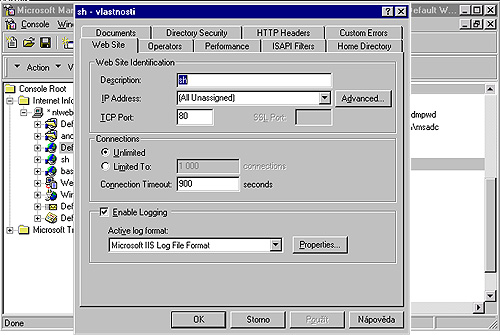 Microsoft Man
sh - vlastnosti
efault W...
Console
Action
Console Root
Internet Info
* nlweb
Def
and
Def
sh
bas
We
Win
Def
Def
Microsoft Tr
Documents
Directory Security
HTTP Headers
Custom Errors
Web Site
Operators
Performance
ISAPI Filters
Home Directory
Web Site Identification
Description:
sh
IP Address:
(All Unassigned)
Advanced...
TCP Port:
80
SSL Port:
Connections
Unlimited
Limited To:
1 000
connections
Connection Timeout:
900
seconds
Enable Logging
Active log format:
Microsoft IIS Log File Format
Properties...
OK
Storno
Použít
Nápověda
dmpwd
\msadc
Done